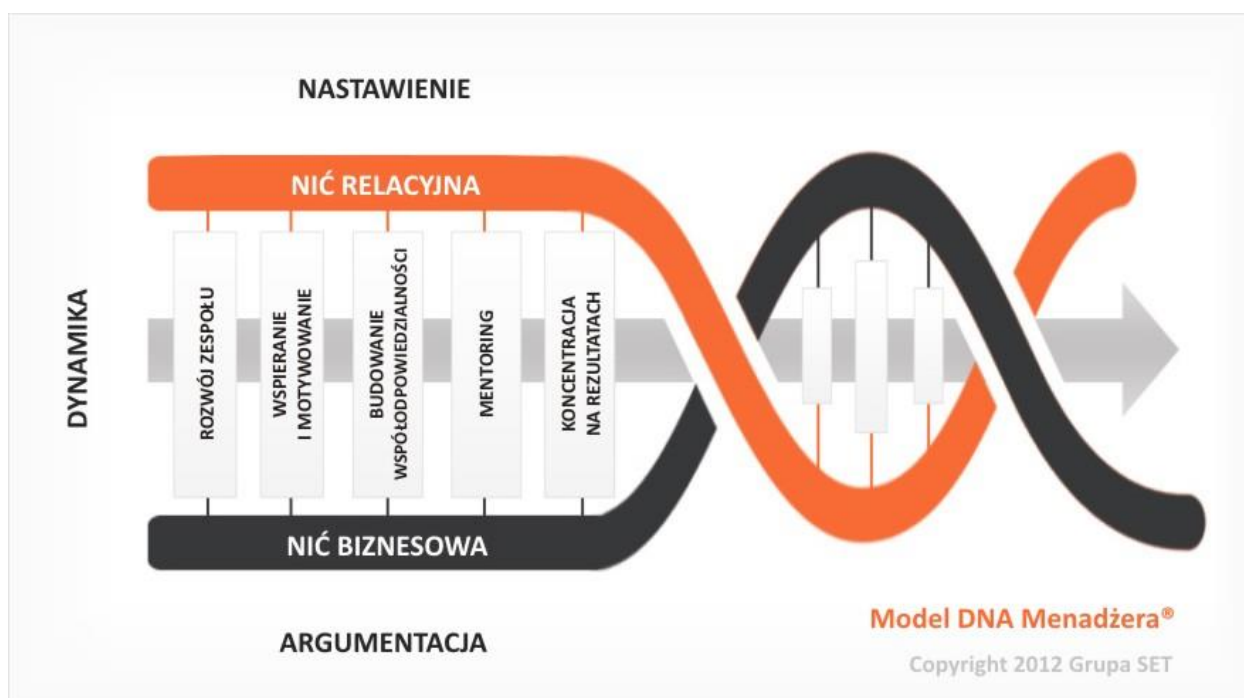 NASTAWIENIE
NIĆ RELACYJNA
DYNAMIKA
ROZWÓJ ZESPOŁU
WSPIERANIE
I MOTYWOWANIE
BUDOWANIE
WSPÓŁODPOWIEDZIALNOŚCI
MENTORING
KONCENTRACJA
NA REZULTATACH
NIĆ BIZNESOWA
ARGUMENTACJA
Model DNA Menadżera®
Copyright 2012 Grupa SET